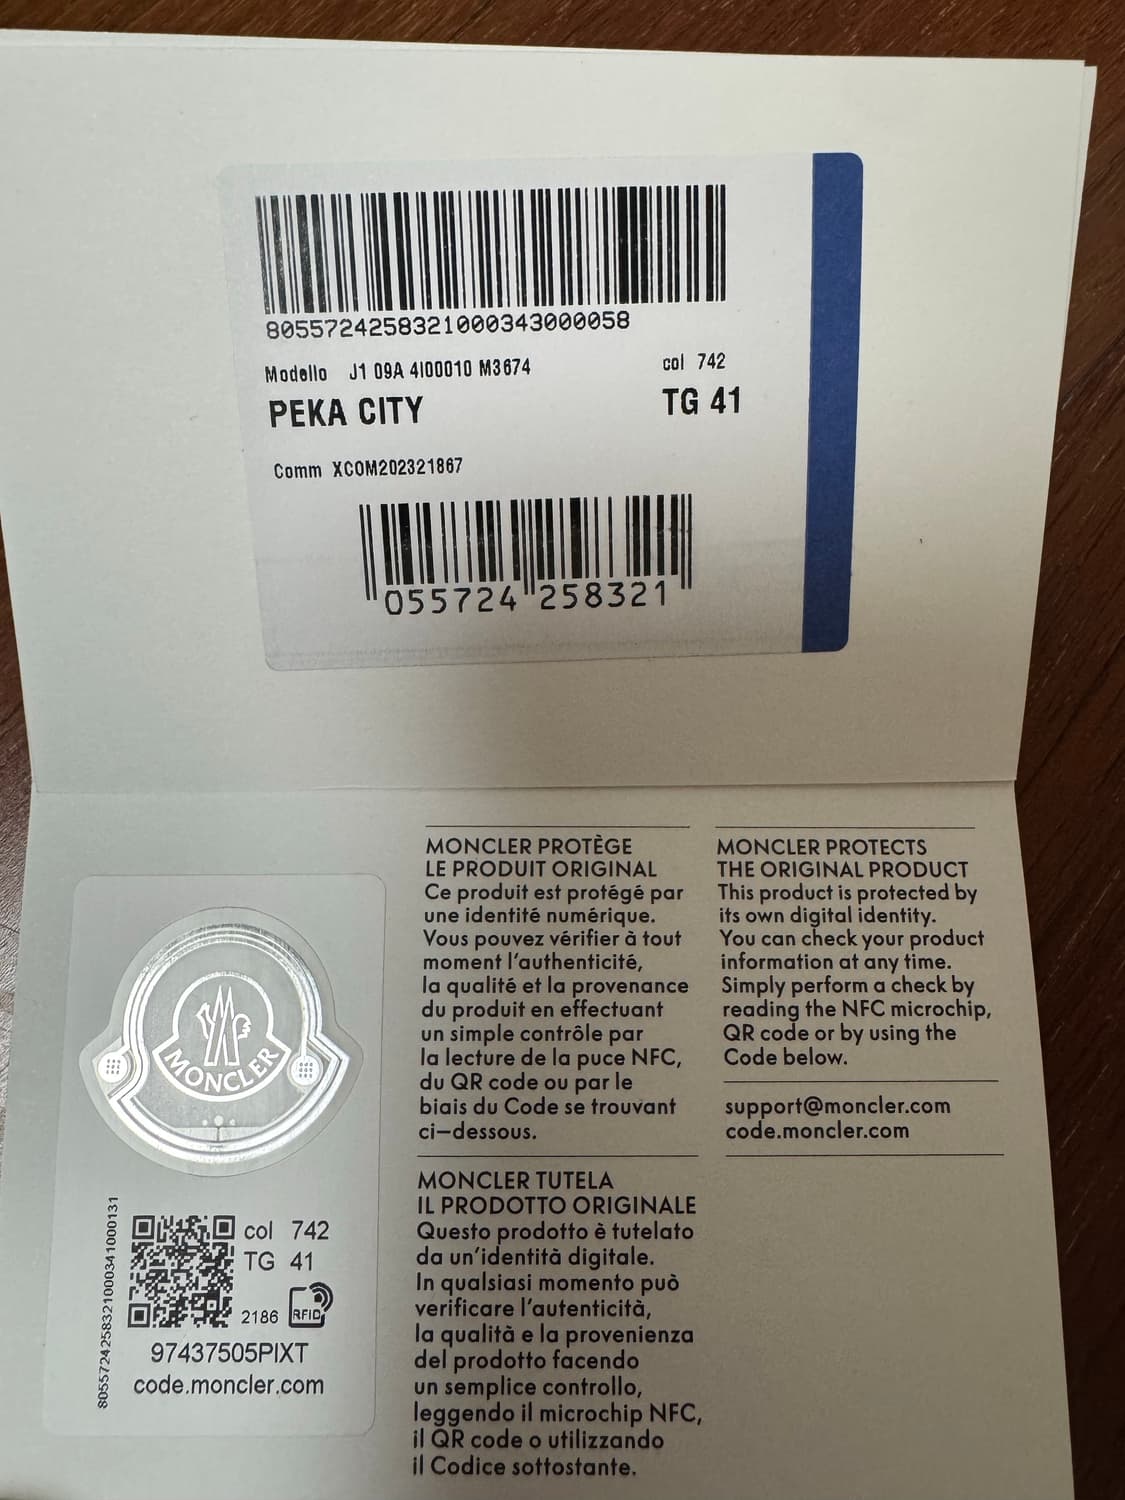 8055724258321000343000058
Modello J1 09A 4I00010 M3674 col 742
PEKA CITY TG 41
Comm XCOM202321867
055724 258321
MONCLER
8055724258321000341000131
col 742
TG 41
2186 RFID
97437505PIXT
code.moncler.com
MONCLER PROTÈGE
LE PRODUIT ORIGINAL
Ce produit est protégé par
une identité numérique.
Vous pouvez vérifier à tout
moment l'authenticité,
la qualité et la provenance
du produit en effectuant
un simple contrôle par
la lecture de la puce NFC,
du QR code ou par le
biais du Code se trouvant
ci–dessous.
MONCLER TUTELA
IL PRODOTTO ORIGINALE
Questo prodotto è tutelato
da un'identità digitale.
In qualsiasi momento può
verificare l'autenticità,
la qualità e la provenienza
del prodotto facendo
un semplice controllo,
leggendo il microchip NFC,
il QR code o utilizzando
il Codice sottostante.
MONCLER PROTECTS
THE ORIGINAL PRODUCT
This product is protected by
its own digital identity.
You can check your product
information at any time.
Simply perform a check by
reading the NFC microchip,
QR code or by using the
Code below.
support@moncler.com
code.moncler.com